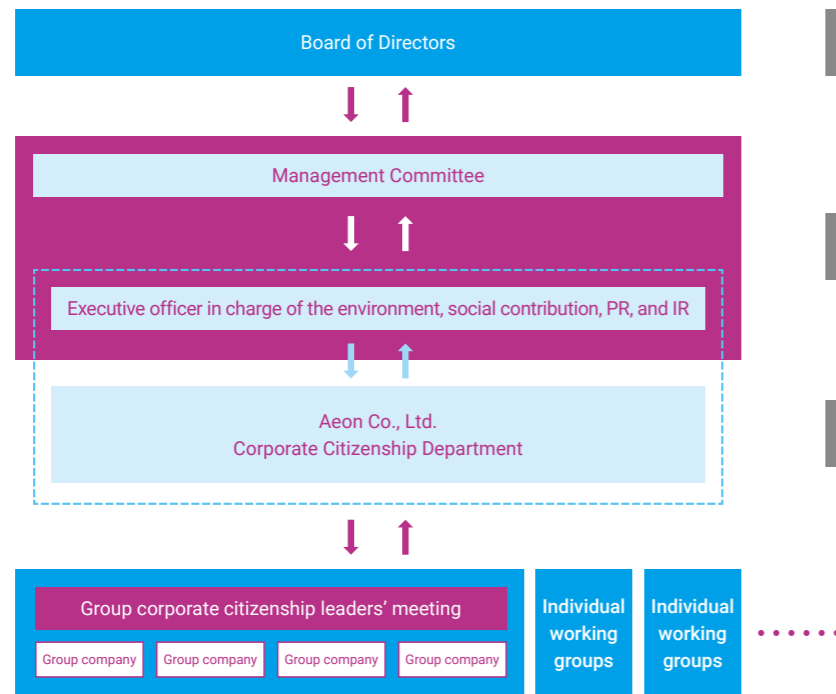 Board of Directors
Management Committee
Executive officer in charge of the environment, social contribution, PR, and IR
Aeon Co., Ltd.
Corporate Citizenship Department
Group corporate citizenship leaders’ meeting
Group company
Group company
Group company
Group company
Individual
working
groups
Individual
working
groups